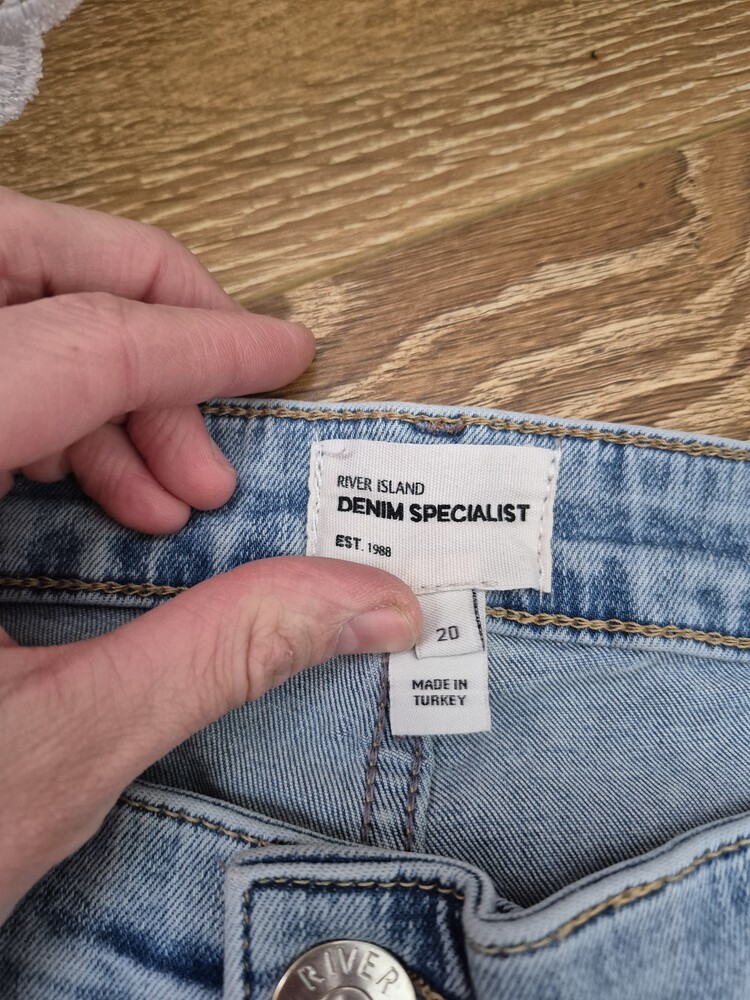 RIVER ISLAND
DENIM SPECIALIST
EST. 1988
20
MADE IN
TURKEY
RIVER